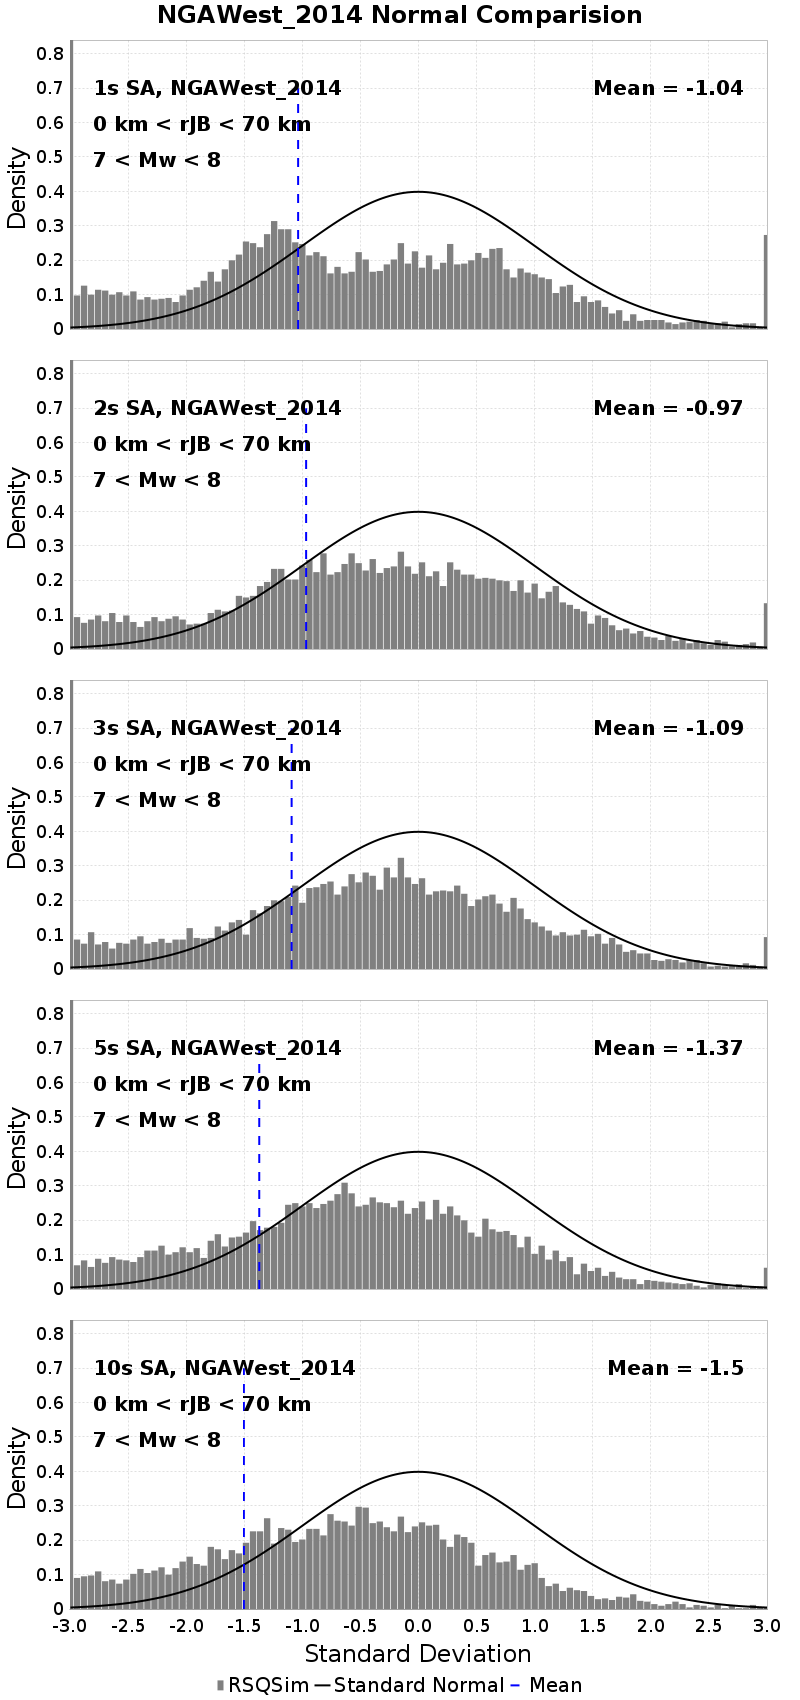 NGAWest_2014 Normal Comparision
0.8
0.7
0.6
0.5
0.4
0.3
0.2
0.1
0
Density
1s SA, NGAWest_2014
Mean = -1.04
0 km < rJB < 70 km
7 < Mw < 8
0.8
0.7
0.6
0.5
0.4
0.3
0.2
0.1
0
Density
2s SA, NGAWest_2014
Mean = -0.97
0 km < rJB < 70 km
7 < Mw < 8
0.8
0.7
0.6
0.5
0.4
0.3
0.2
0.1
0
Density
3s SA, NGAWest_2014
Mean = -1.09
0 km < rJB < 70 km
7 < Mw < 8
0.8
0.7
0.6
0.5
0.4
0.3
0.2
0.1
0
Density
5s SA, NGAWest_2014
Mean = -1.37
0 km < rJB < 70 km
7 < Mw < 8
0.8
0.7
0.6
0.5
0.4
0.3
0.2
0.1
0
Density
10s SA, NGAWest_2014
Mean = -1.5
0 km < rJB < 70 km
7 < Mw < 8
-3.0 -2.5 -2.0 -1.5 -1.0 -0.5 0.0 0.5 1.0 1.5 2.0 2.5 3.0
Standard Deviation
RSQSim Standard Normal Mean